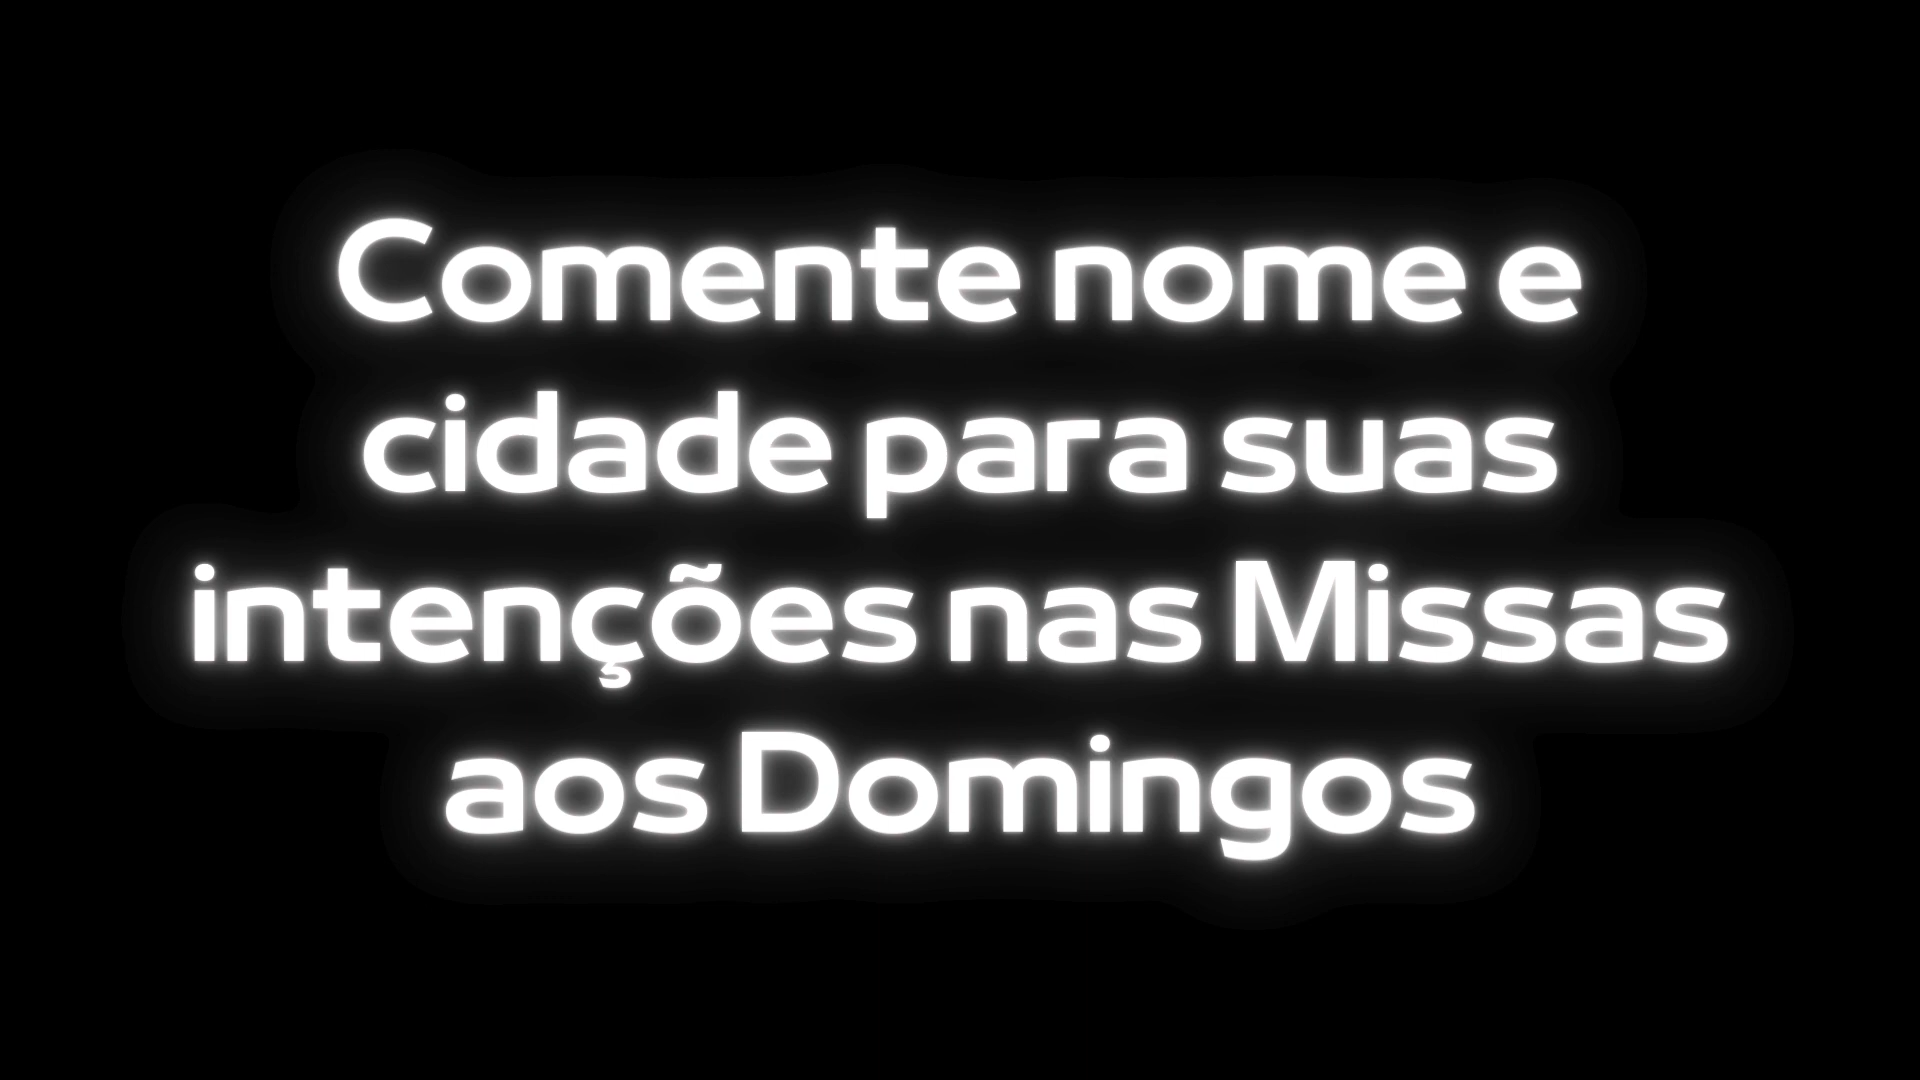 Comente nome e
cidade para suas
intenções nas Missas
aos Domingos